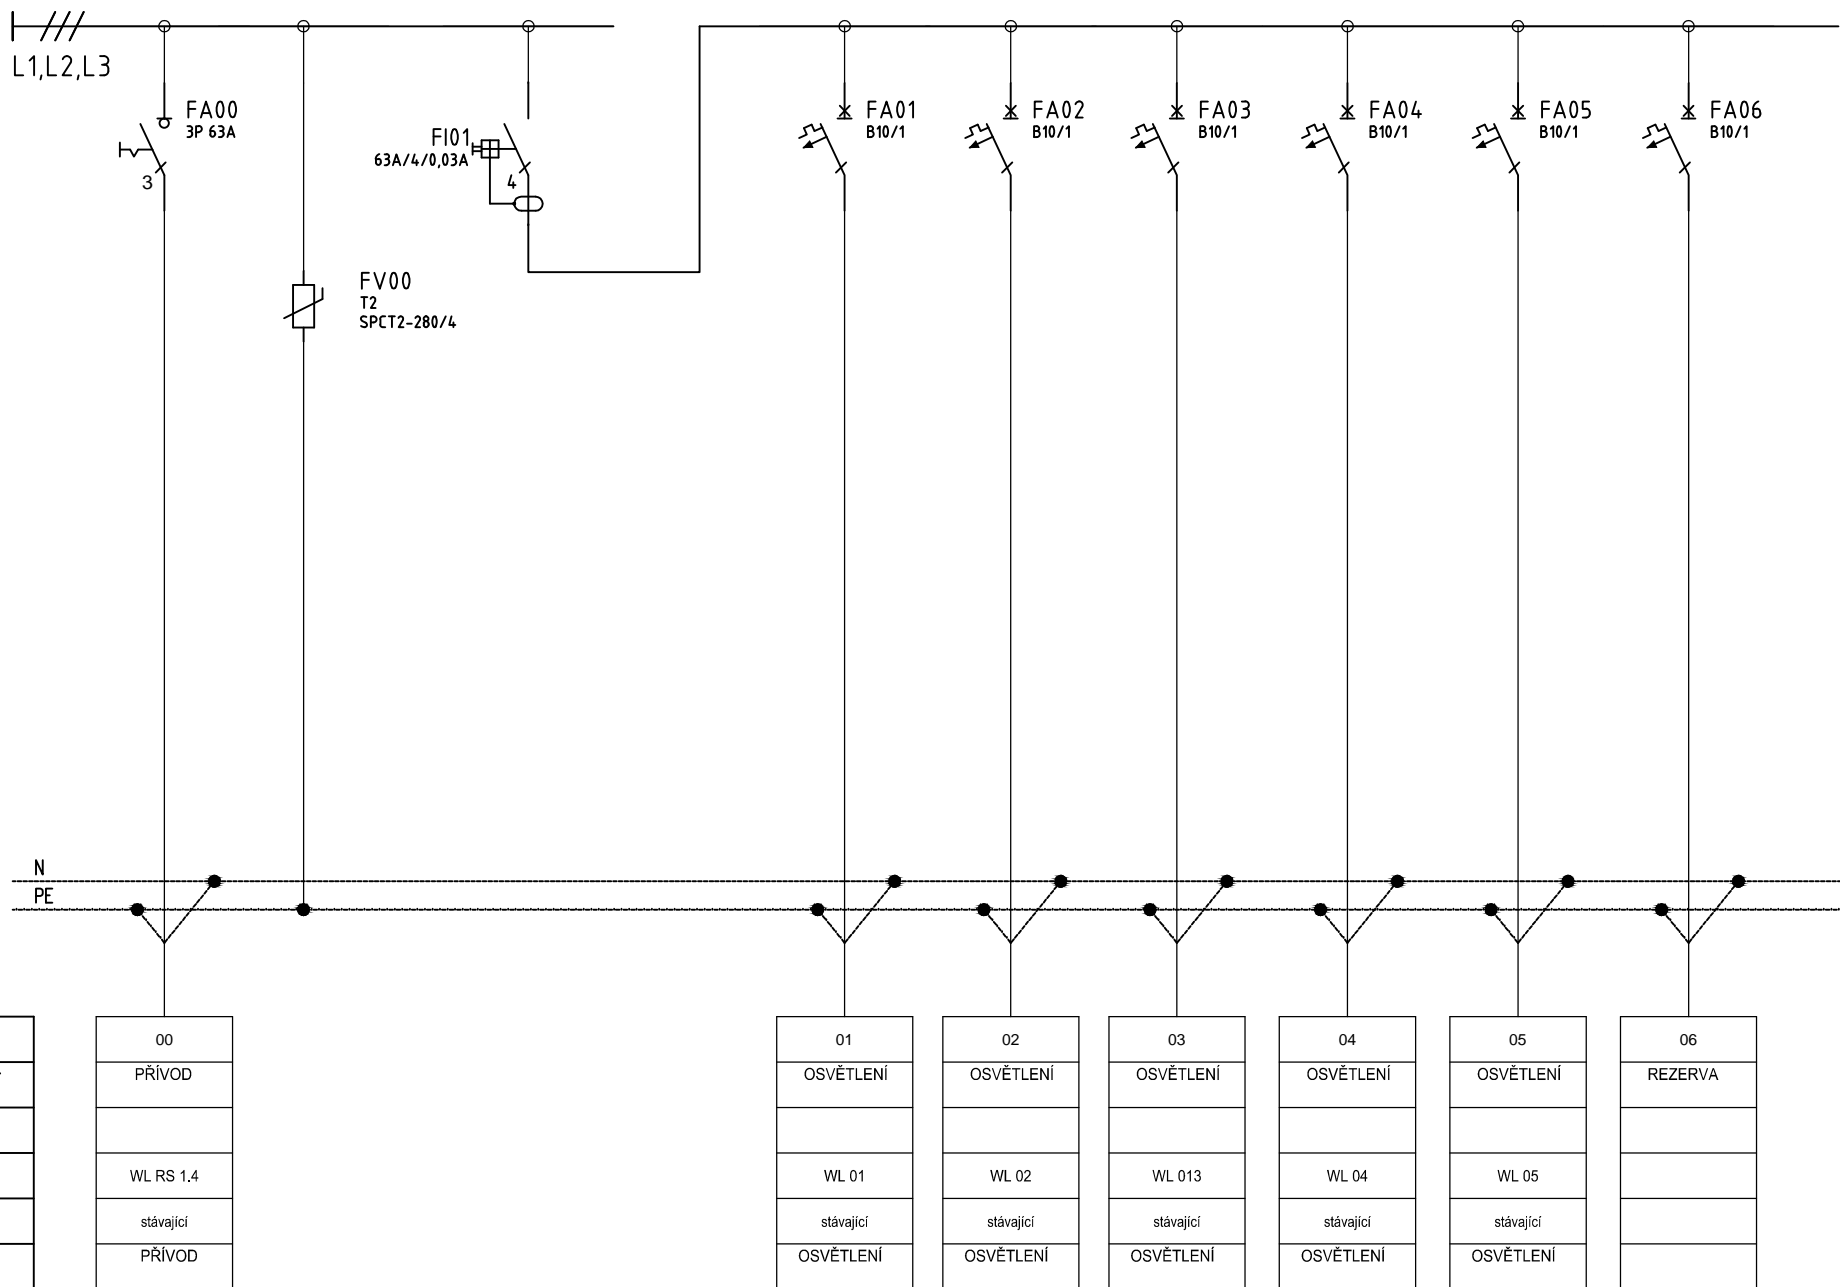 L1,L2,L3
FA00
3P 63A
3
FI01
63A/4/0,03A
4
FV00
T2
SPCT2-280/4
FA01
B10/1
FA02
B10/1
FA03
B10/1
FA04
B10/1
FA05
B10/1
FA06
B10/1
N
PE
00
PŘÍVOD
WL RS 1.4
stávající
PŘÍVOD
01
OSVĚTLENÍ
WL 01
stávající
OSVĚTLENÍ
02
OSVĚTLENÍ
WL 02
stávající
OSVĚTLENÍ
03
OSVĚTLENÍ
WL 013
stávající
OSVĚTLENÍ
04
OSVĚTLENÍ
WL 04
stávající
OSVĚTLENÍ
05
OSVĚTLENÍ
WL 05
stávající
OSVĚTLENÍ
06
REZERVA